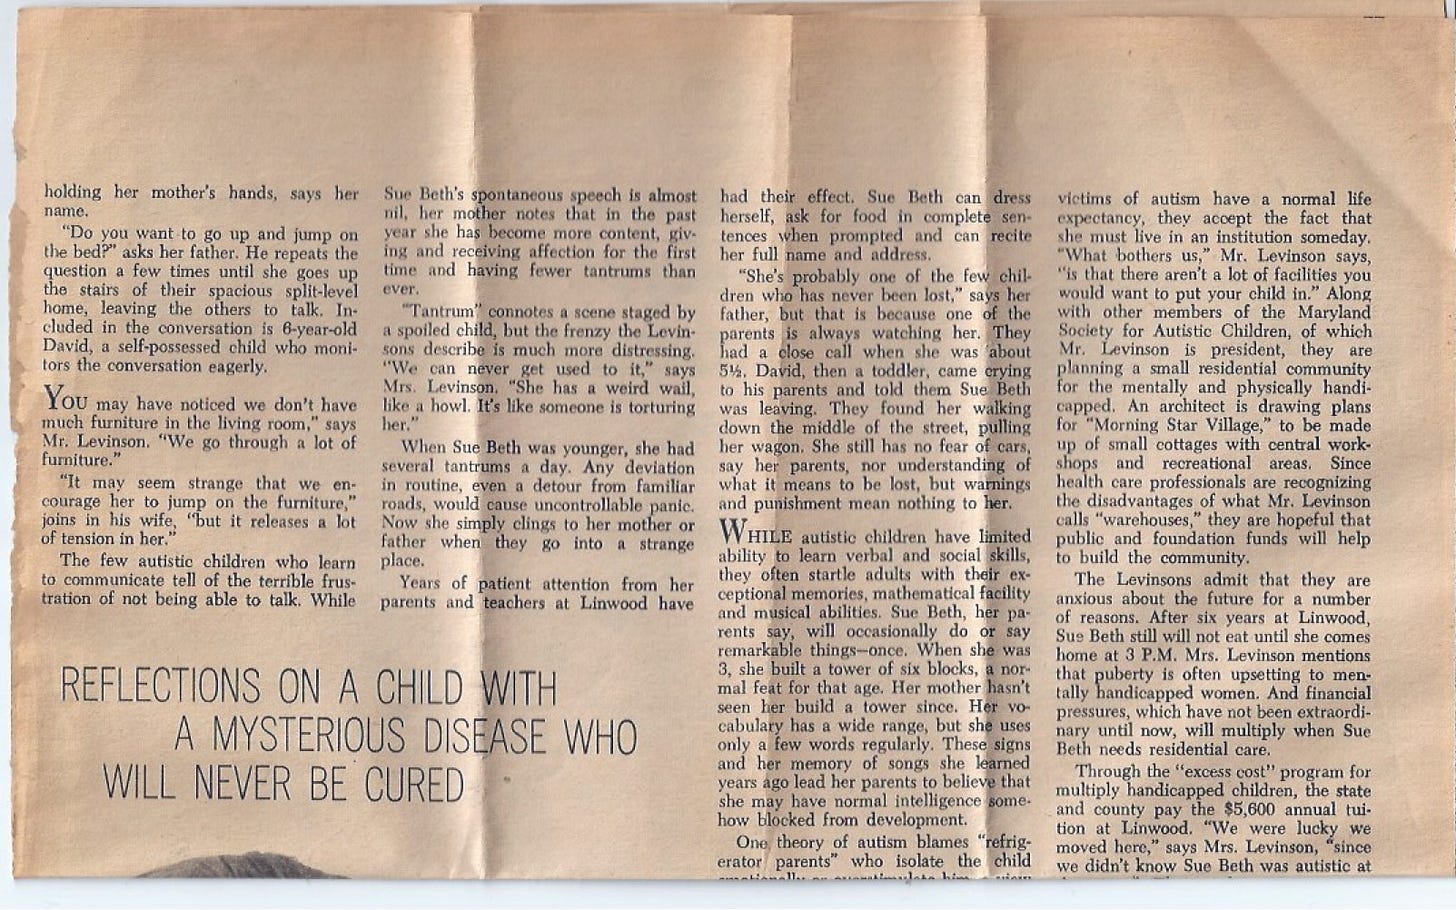 holding her mother's hands, says her
name.
"Do you want to go up and jump on
the bed?" asks her father. He repeats the
question a few times until she goes up
the stairs of their spacious split-level
home, leaving the others to talk. In-
cluded in the conversation is 6-year-old
David, a self-possessed child who moni-
tors the conversation eagerly.
YOU may have noticed we don't have
much furniture in the living room," says
Mr. Levinson. "We go through a lot of
furniture."
"It may seem strange that we en-
courage her to jump on the furniture,"
joins in his wife, "but it releases a lot
of tension in her."
The few autistic children who learn
to communicate tell of the terrible frus-
tration of not being able to talk. While
Sue Beth's spontaneous speech is almost
nil, her mother notes that in the past
year she has become more content, giv-
ing and receiving affection for the first
time and having fewer tantrums than
ever.
"Tantrum" connotes a scene staged by
a spoiled child, but the frenzy the Levin-
sons describe is much more distressing.
"We can never get used to it," says
Mrs. Levinson. "She has a weird wail,
like a howl. It's like someone is torturing
her."
When Sue Beth was younger, she had
several tantrums a day. Any deviation
in routine, even a detour from familiar
roads, would cause uncontrollable panic.
Now she simply clings to her mother or
father when they go into a strange
place.
Years of patient attention from her
parents and teachers at Linwood have
REFLECTIONS ON A CHILD WITH
A MYSTERIOUS DISEASE WHO
WILL NEVER BE CURED
had their effect. Sue Beth can dress
herself, ask for food in complete sen-
tences when prompted and can recite
her full name and address.
"She's probably one of the few chil-
dren who has never been lost," says her
father, but that is because one of the
parents is always watching her. They
had a close call when she was about
5½. David, then a toddler, came crying
to his parents and told them Sue Beth
was leaving. They found her walking
down the middle of the street, pulling
her wagon. She still has no fear of cars,
say her parents, nor understanding of
what it means to be lost, but warnings
and punishment mean nothing to her.
WHILE autistic children have limited
ability to learn verbal and social skills,
they often startle adults with their ex-
ceptional memories, mathematical facility
and musical abilities. Sue Beth, her pa-
rents say, will occasionally do or say
remarkable things—once. When she was
3, she built a tower of six blocks, a nor-
mal feat for that age. Her mother hasn't
seen her build a tower since. Her vo-
cabulary has a wide range, but she uses
only a few words regularly. These signs
and her memory of songs she learned
years ago lead her parents to believe that
she may have normal intelligence some-
how blocked from development.
One theory of autism blames "refrig-
erator parents" who isolate the child
victims of autism have a normal life
expectancy, they accept the fact that
she must live in an institution someday.
"What bothers us," Mr. Levinson says,
"is that there aren't a lot of facilities you
would want to put your child in." Along
with other members of the Maryland
Society for Autistic Children, of which
Mr. Levinson is president, they are
planning a small residential community
for the mentally and physically handi-
capped. An architect is drawing plans
for "Morning Star Village," to be made
up of small cottages with central work-
shops and recreational areas. Since
health care professionals are recognizing
the disadvantages of what Mr. Levinson
calls "warehouses," they are hopeful that
public and foundation funds will help
to build the community.
The Levinsons admit that they are
anxious about the future for a number
of reasons. After six years at Linwood,
Sue Beth still will not eat until she comes
home at 3 P.M. Mrs. Levinson mentions
that puberty is often upsetting to men-
tally handicapped women. And financial
pressures, which have not been extraordi-
nary until now, will multiply when Sue
Beth needs residential care.
Through the "excess cost" program for
multiply handicapped children, the state
and county pay the $5,600 annual tui-
tion at Linwood. "We were lucky we
moved here," says Mrs. Levinson, "since
we didn't know Sue Beth was autistic at